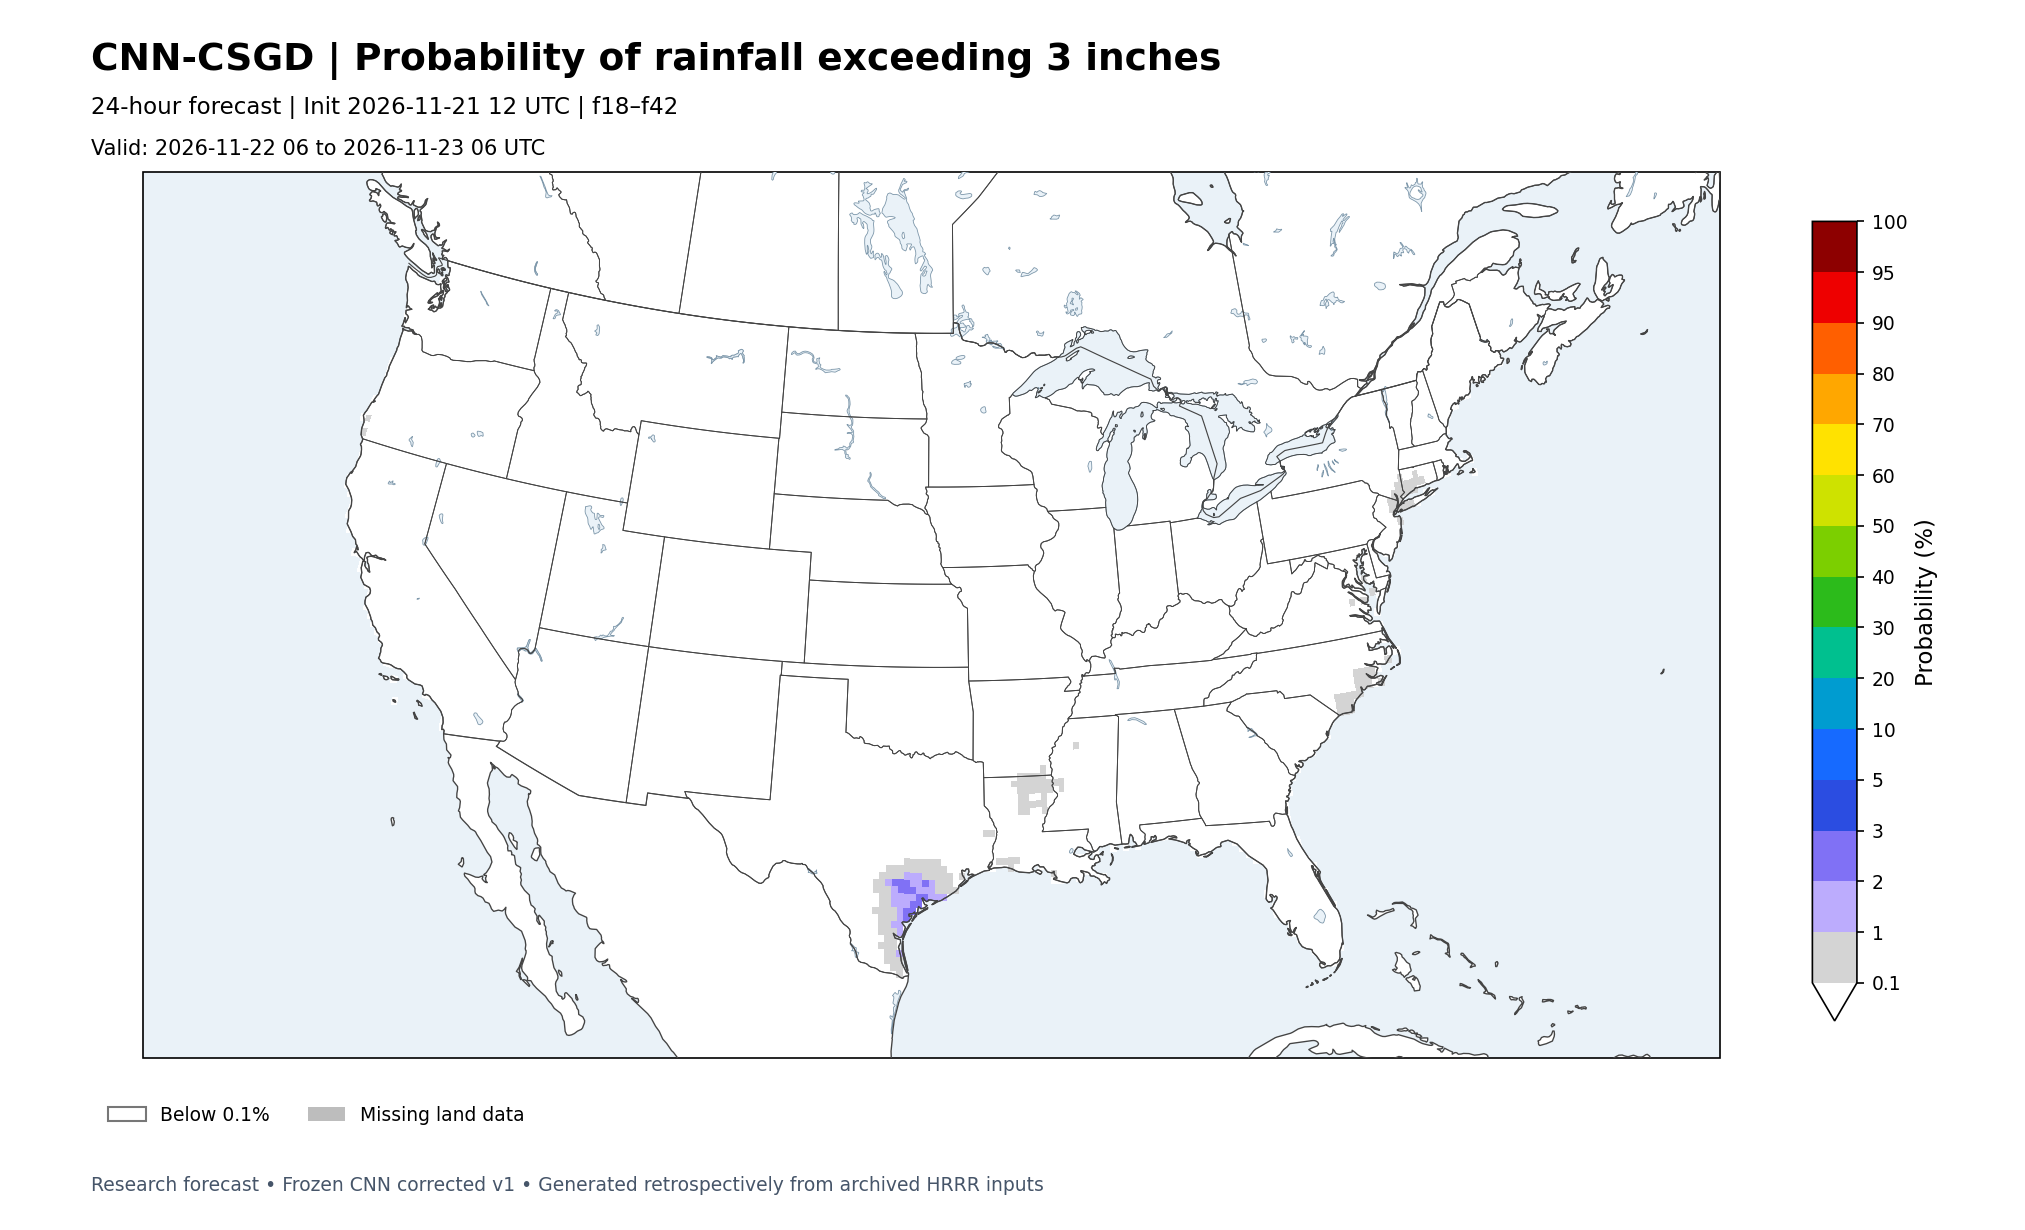 CNN-CSGD | Probability of rainfall exceeding 3 inches
24-hour forecast | Init 2026-11-21 12 UTC | f18–f42
Valid: 2026-11-22 06 to 2026-11-23 06 UTC
100
95
90
80
70
60
50
40
30
20
10
5
3
2
1
0.1
Probability (%)
Below 0.1%
Missing land data
Research forecast • Frozen CNN corrected v1 • Generated retrospectively from archived HRRR inputs